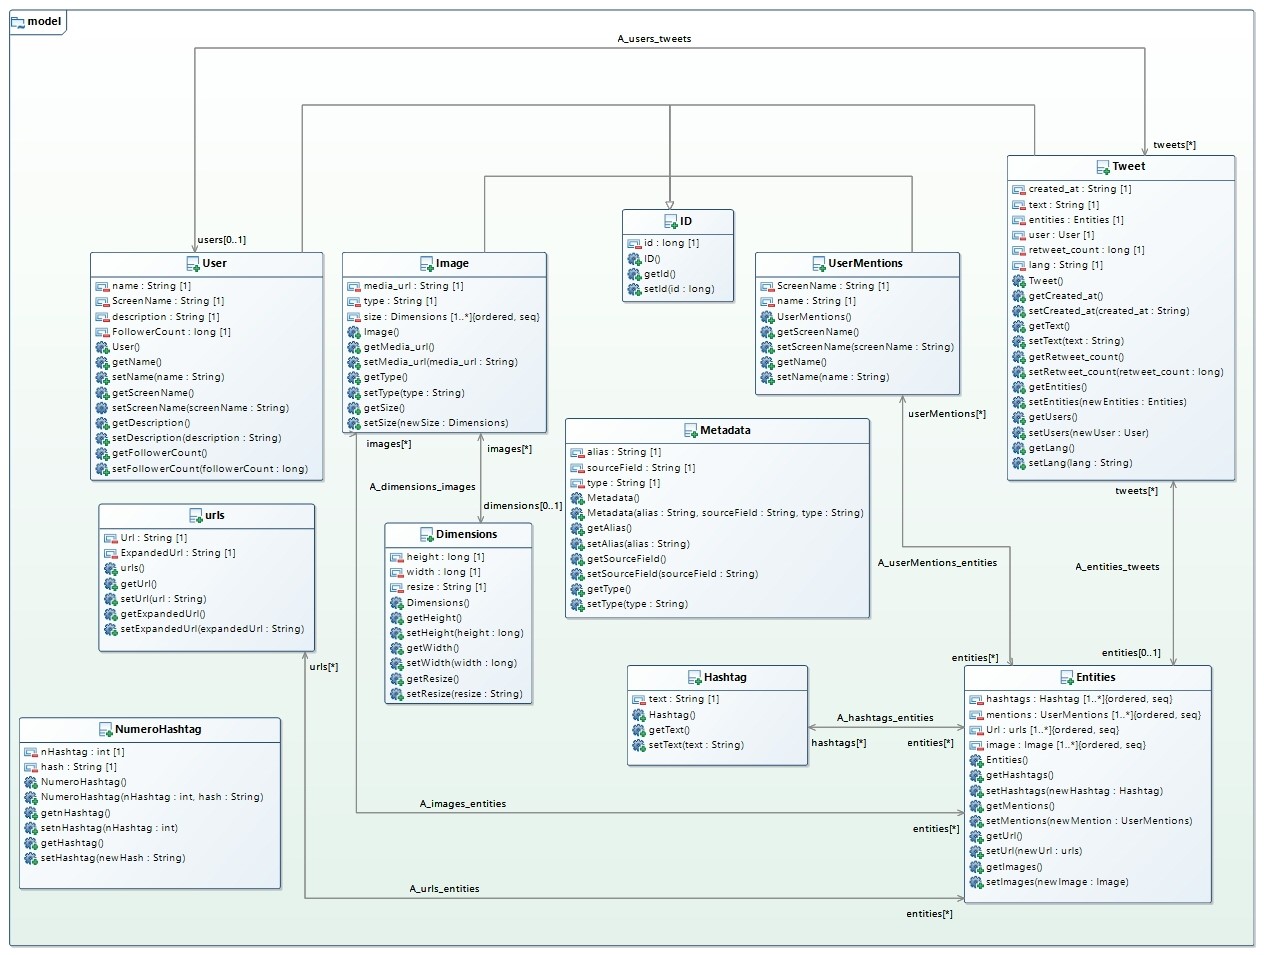 model
A_users_tweets
tweets[*]
users[0..1]
Tweet
created_at : String [1]
text : String [1]
entities : Entities [1]
user : User [1]
retweet_count : long [1]
lang : String [1]
Tweet()
getCreated_at()
setCreated_at(created_at : String)
getText()
setText(text : String)
getRetweet_count()
setRetweet_count(retweet_count : long)
getEntities()
setEntities(newEntities : Entities)
getUsers()
setUsers(newUser : User)
getLang()
setLang(lang : String)
ID
id : long [1]
ID()
getId()
setId(id : long)
User
name : String [1]
ScreenName : String [1]
description : String [1]
FollowerCount : long [1]
User()
getName()
setName(name : String)
getScreenName()
setScreenName(screenName : String)
getDescription()
setDescription(description : String)
getFollowerCount()
setFollowerCount(followerCount : long)
Image
media_url : String [1]
type : String [1]
size : Dimensions [1..*]{ordered, seq}
Image()
getMedia_url()
setMedia_url(media_url : String)
getType()
setType(type : String)
getSize()
setSize(newSize : Dimensions)
UserMentions
ScreenName : String [1]
name : String [1]
UserMentions()
getScreenName()
setScreenName(screenName : String)
getName()
setName(name : String)
images[*]
images[*]
A_dimensions_images
dimensions[0..1]
userMentions[*]
Metadata
alias : String [1]
sourceField : String [1]
type : String [1]
Metadata()
Metadata(alias : String, sourceField : String, type : String)
getAlias()
setAlias(alias : String)
getSourceField()
setSourceField(sourceField : String)
getType()
setType(type : String)
tweets[*]
A_userMentions_entities
A_entities_tweets
entities[*]
entities[0..1]
urls
Url : String [1]
ExpandedUrl : String [1]
urls()
getUrl()
setUrl(url : String)
getExpandedUrl()
setExpandedUrl(expandedUrl : String)
urls[*]
Dimensions
height : long [1]
width : long [1]
resize : String [1]
Dimensions()
getHeight()
setHeight(height : long)
getWidth()
setWidth(width : long)
getResize()
setResize(resize : String)
Hashtag
text : String [1]
Hashtag()
getText()
setText(text : String)
A_hashtags_entities
hashtags[*]
entities[*]
Entities
hashtags : Hashtag [1..*]{ordered, seq}
mentions : UserMentions [1..*]{ordered, seq}
Url : urls [1..*]{ordered, seq}
image : Image [1..*]{ordered, seq}
Entities()
getHashtags()
setHashtags(newHashtag : Hashtag)
getMentions()
setMentions(newMention : UserMentions)
getUrl()
setUrl(newUrl : urls)
getImages()
setImages(newImage : Image)
NumeroHashtag
nHashtag : int [1]
hash : String [1]
NumeroHashtag()
NumeroHashtag(nHashtag : int, hash : String)
getnHashtag()
setnHashtag(nHashtag : int)
getHashtag()
setHashtag(newHash : String)
A_images_entities
entities[*]
A_urls_entities
entities[*]